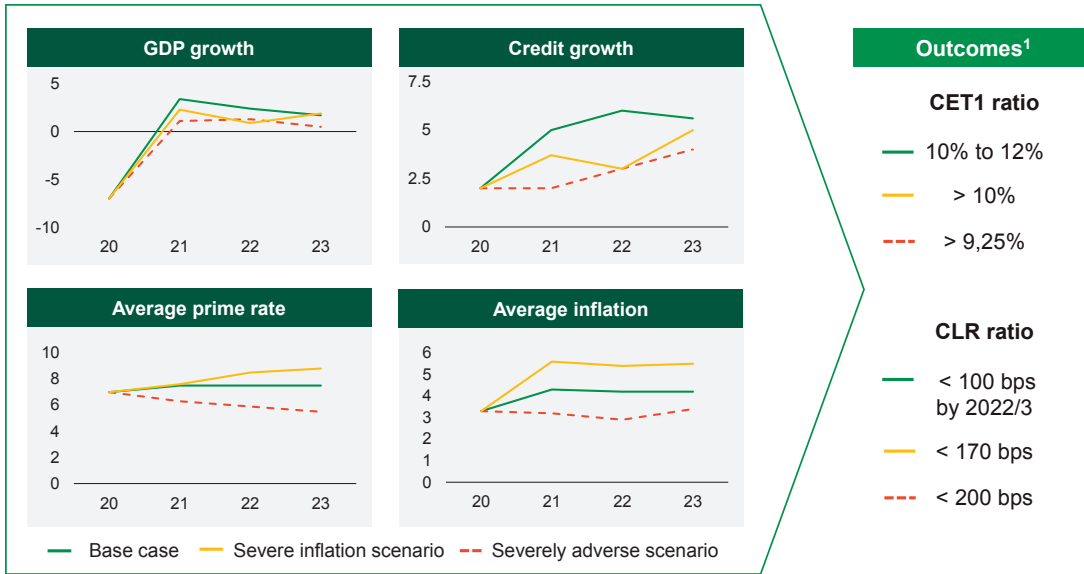 GDP growth
5
0
-5
-10
20 21 22 23
Credit growth
7.5
5
2.5
0
20 21 22 23
Average prime rate
10
8
6
4
2
0
20 21 22 23
Average inflation
6
5
4
3
2
1
0
20 21 22 23
Base case Severe inflation scenario Severely adverse scenario
Outcomes¹
CET1 ratio
10% to 12%
> 10%
> 9,25%
CLR ratio
< 100 bps
by 2022/3
< 170 bps
< 200 bps